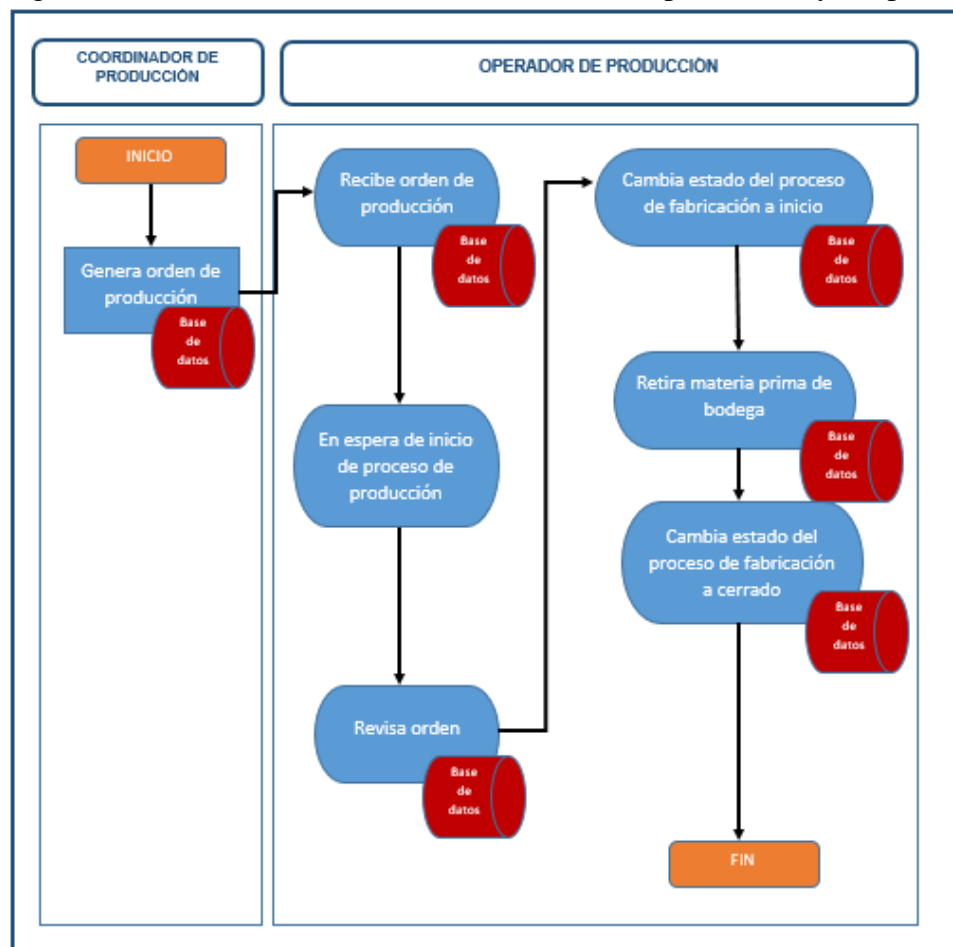 COORDINADOR DE
PRODUCCIÓN
OPERADOR DE PRODUCCIÓN
INICIO
Genera orden de
producción
Base
de
datos
Recibe orden de
producción
Base
de
datos
En espera de inicio
de proceso de
producción
Revisa orden
Base
de
datos
Cambia estado del proceso
de fabricación a inicio
Base
de
datos
Retira materia prima de
bodega
Base
de
datos
Cambia estado del
proceso de fabricación
a cerrado
Base
de
datos
FIN